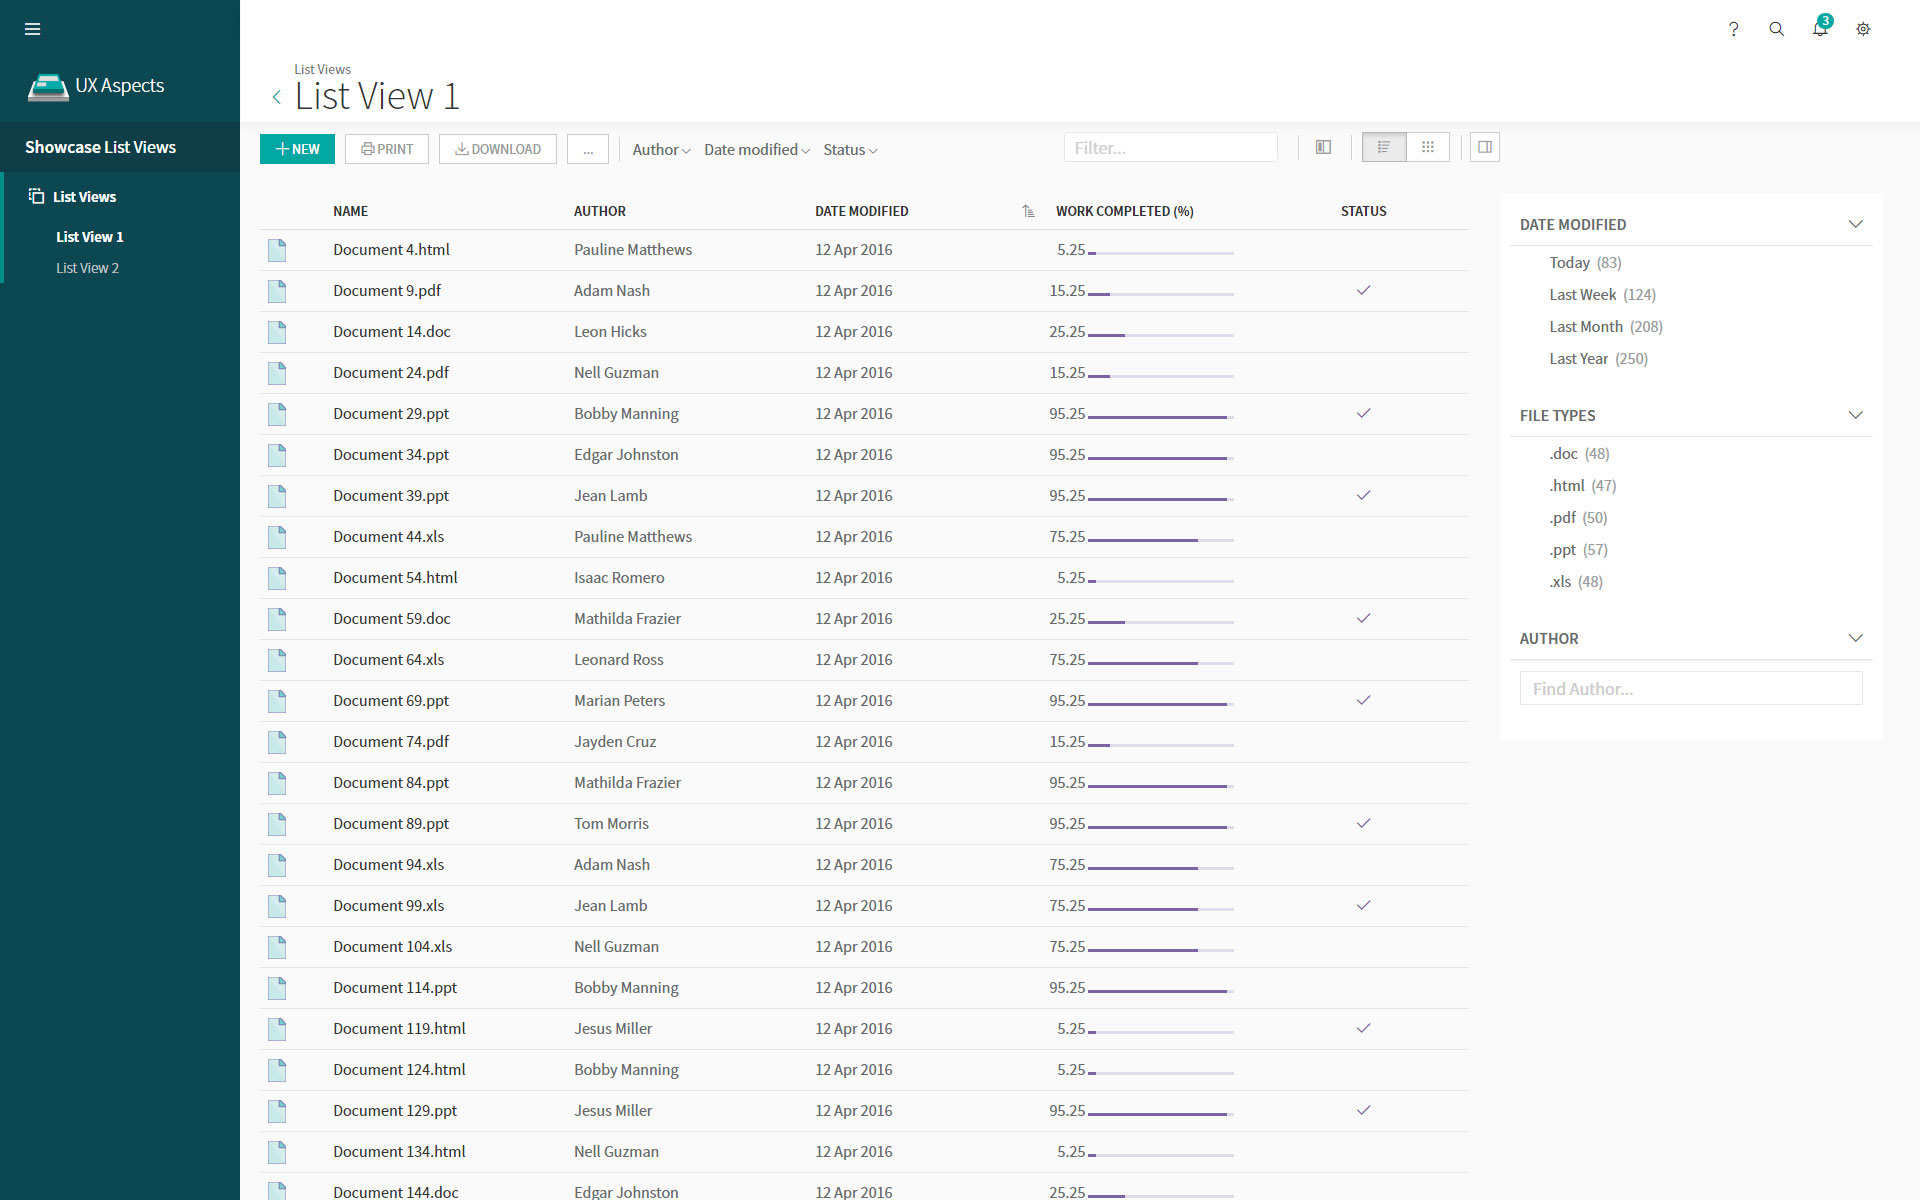 3
UX Aspects
List Views
List View 1
Showcase List Views
List Views
List View 1
List View 2
NEW PRINT DOWNLOAD ... Author Date modified Status Filter...
NAME AUTHOR DATE MODIFIED WORK COMPLETED (%) STATUS
Document 4.html Pauline Matthews 12 Apr 2016 5.25
Document 9.pdf Adam Nash 12 Apr 2016 15.25
Document 14.doc Leon Hicks 12 Apr 2016 25.25
Document 24.pdf Nell Guzman 12 Apr 2016 15.25
Document 29.ppt Bobby Manning 12 Apr 2016 95.25
Document 34.ppt Edgar Johnston 12 Apr 2016 95.25
Document 39.ppt Jean Lamb 12 Apr 2016 95.25
Document 44.xls Pauline Matthews 12 Apr 2016 75.25
Document 54.html Isaac Romero 12 Apr 2016 5.25
Document 59.doc Mathilda Frazier 12 Apr 2016 25.25
Document 64.xls Leonard Ross 12 Apr 2016 75.25
Document 69.ppt Marian Peters 12 Apr 2016 95.25
Document 74.pdf Jayden Cruz 12 Apr 2016 15.25
Document 84.ppt Mathilda Frazier 12 Apr 2016 95.25
Document 89.ppt Tom Morris 12 Apr 2016 95.25
Document 94.xls Adam Nash 12 Apr 2016 75.25
Document 99.xls Jean Lamb 12 Apr 2016 75.25
Document 104.xls Nell Guzman 12 Apr 2016 75.25
Document 114.ppt Bobby Manning 12 Apr 2016 95.25
Document 119.html Jesus Miller 12 Apr 2016 5.25
Document 124.html Bobby Manning 12 Apr 2016 5.25
Document 129.ppt Jesus Miller 12 Apr 2016 95.25
Document 134.html Nell Guzman 12 Apr 2016 5.25
Document 144.doc Edgar Johnston 12 Apr 2016 25.25
DATE MODIFIED
Today (83)
Last Week (124)
Last Month (208)
Last Year (250)
FILE TYPES
.doc (48)
.html (47)
.pdf (50)
.ppt (57)
.xls (48)
AUTHOR
Find Author...